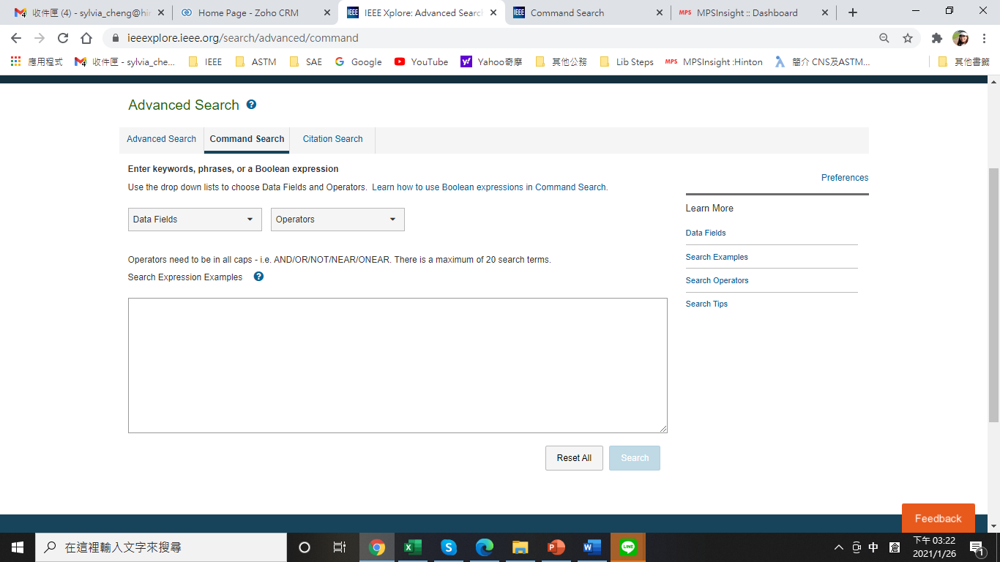 收件匣 (4) - sylvia_cheng@hin
Home Page - Zoho CRM
IEEE Xplore: Advanced Search
IEEE Command Search
MPS MPSInsight :: Dashboard
ieeexplore.ieee.org/search/advanced/command
應用程式 收件匣 - sylvia_che... IEEE ASTM SAE Google YouTube Yahoo奇摩 其他公務 Lib Steps MPS MPSInsight :Hinton 簡介 CNS及ASTM... 其他書籤
Advanced Search ?
Advanced Search Command Search Citation Search
Enter keywords, phrases, or a Boolean expression
Preferences
Use the drop down lists to choose Data Fields and Operators. Learn how to use Boolean expressions in Command Search.
Learn More
Data Fields Operators
Data Fields
Search Examples
Operators need to be in all caps - i.e. AND/OR/NOT/NEAR/ONEAR. There is a maximum of 20 search terms.
Search Expression Examples ?
Search Operators
Search Tips
Reset All Search
Feedback
在這裡輸入文字來搜尋
LINE
中
倉
下午 03:22
2021/1/26
1